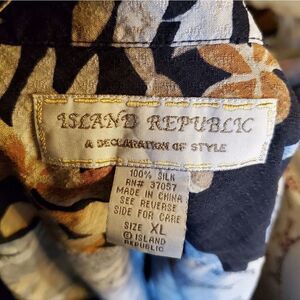 ISLAND REPUBLIC
A DECLARATION OF STYLE
100% SILK
RN# 37057
MADE IN CHINA
SEE REVERSE
SIDE FOR CARE
SIZE XL
© ISLAND
REPUBLIC